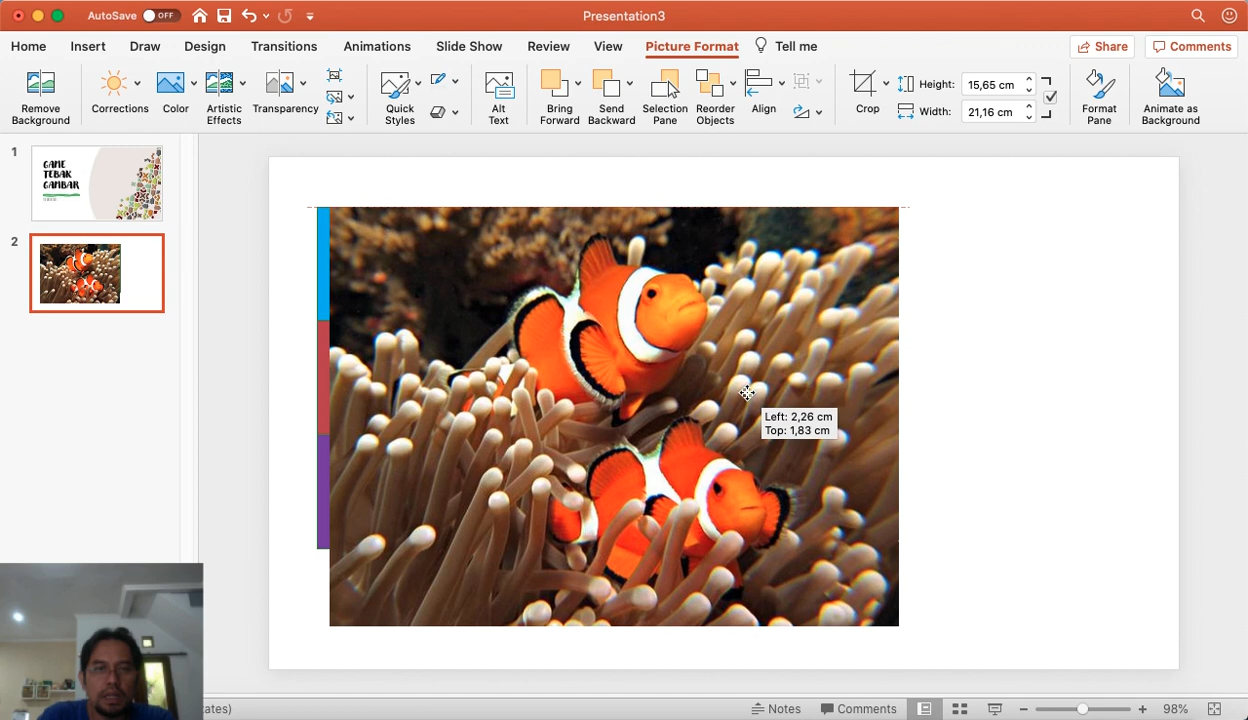 AutoSave OFF
Presentation3
Home Insert Draw Design Transitions Animations Slide Show Review View Picture Format Tell me
Share Comments
Remove Background
Corrections
Color
Artistic Effects
Transparency
Quick Styles
Alt Text
Bring Forward
Send Backward
Selection Pane
Reorder Objects
Align
Crop
Height: 15,65 cm
Width: 21,16 cm
Format Pane
Animate as Background
1
GAME
TEBAK
GAMBAR
2
Left: 2,26 cm
Top: 1,83 cm
tates)
Notes Comments 98%